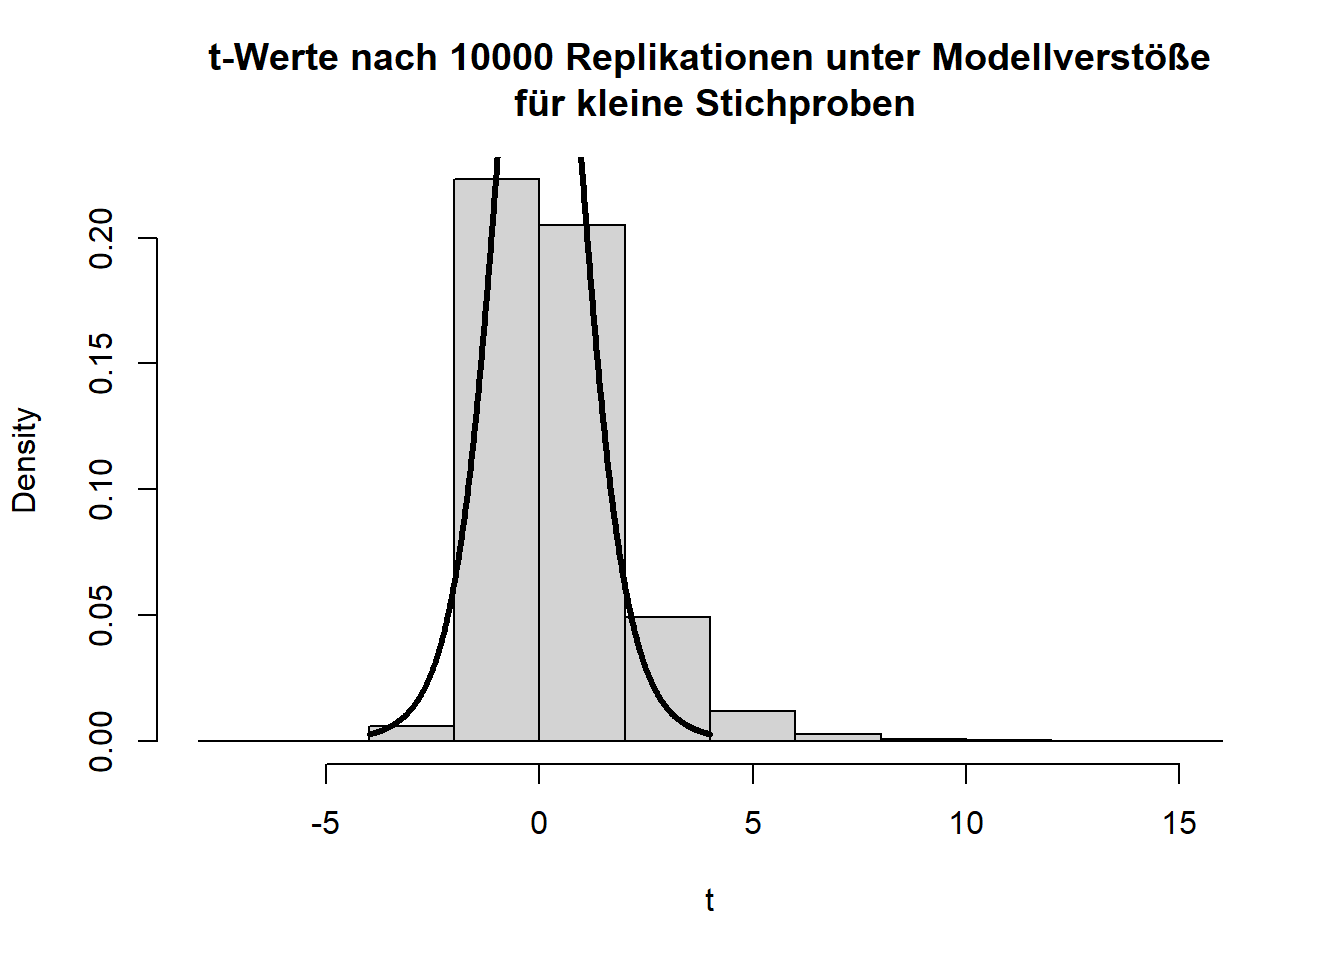 t-Werte nach 10000 Replikationen unter Modellverstöße
für kleine Stichproben
0.20
0.15
0.10
0.05
0.00
Density
-5
0
5
10
15
t